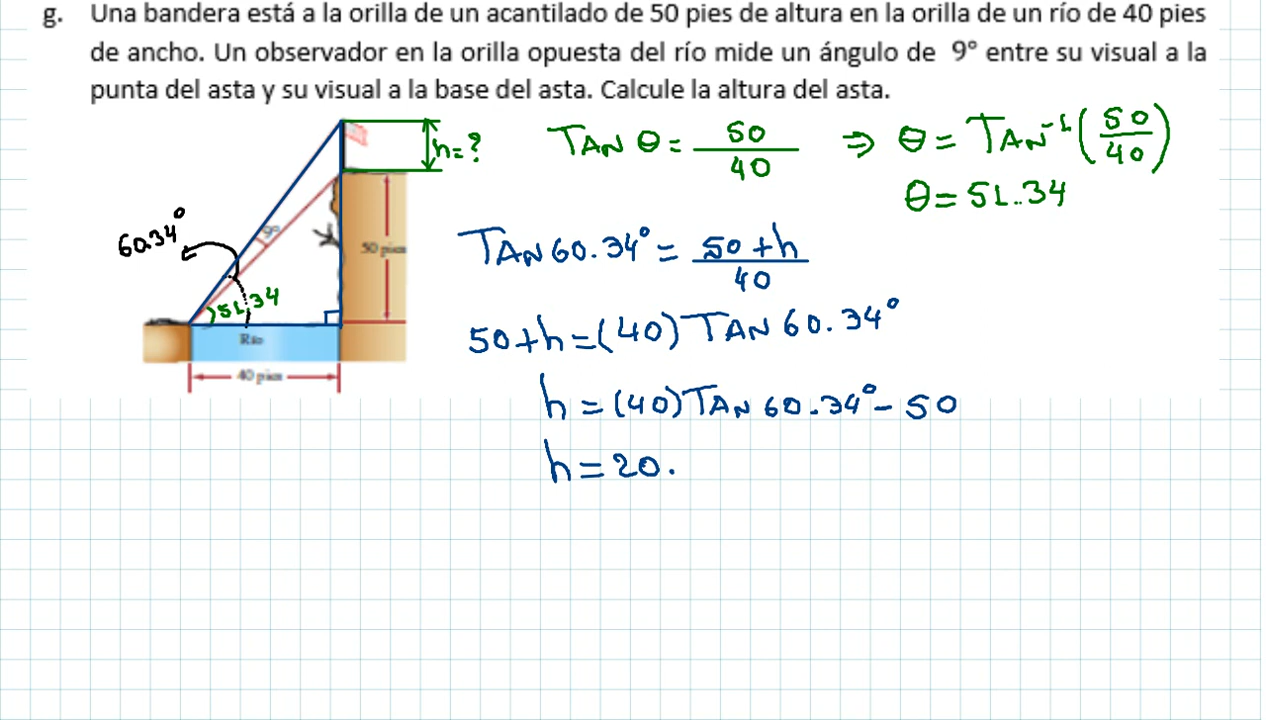 g. Una bandera está a la orilla de un acantilado de 50 pies de altura en la orilla de un río de 40 pies
de ancho. Un observador en la orilla opuesta del río mide un ángulo de 9° entre su visual a la
punta del asta y su visual a la base del asta. Calcule la altura del asta.
h=?
TAN θ = 50/40 ⇒ θ = TAN⁻¹(50/40)
θ = 51..34
60.34°
9°
50 pies
TAN 60.34° = 50+h/40
51.34
50+h=(40) TAN 60.34°
Río
40 pies
h = (40)TAN 60.34° - 50
h = 20.